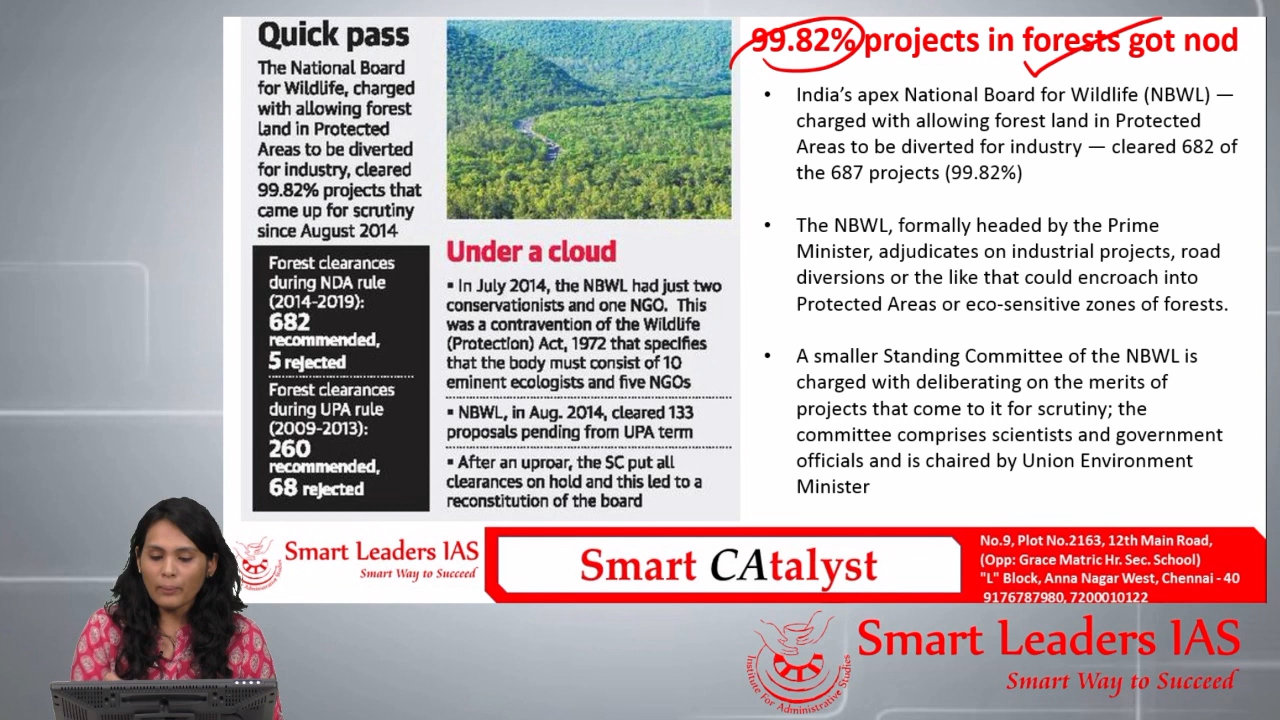 Quick pass
The National Board
for Wildlife, charged
with allowing forest
land in Protected
Areas to be diverted
for industry, cleared
99.82% projects that
came up for scrutiny
since August 2014
Forest clearances
during NDA rule
(2014-2019):
682
recommended,
5 rejected
Forest clearances
during UPA rule
(2009-2013):
260
recommended,
68 rejected
Under a cloud
▪ In July 2014, the NBWL had just two
conservationists and one NGO. This
was a contravention of the Wildlife
(Protection) Act, 1972 that specifies
that the body must consist of 10
eminent ecologists and five NGOs
▪ NBWL, in Aug. 2014, cleared 133
proposals pending from UPA term
▪ After an uproar, the SC put all
clearances on hold and this led to a
reconstitution of the board
99.82% projects in forests got nod
• India’s apex National Board for Wildlife (NBWL) —
charged with allowing forest land in Protected
Areas to be diverted for industry — cleared 682 of
the 687 projects (99.82%)
• The NBWL, formally headed by the Prime
Minister, adjudicates on industrial projects, road
diversions or the like that could encroach into
Protected Areas or eco-sensitive zones of forests.
• A smaller Standing Committee of the NBWL is
charged with deliberating on the merits of
projects that come to it for scrutiny; the
committee comprises scientists and government
officials and is chaired by Union Environment
Minister
Smart Leaders IAS
Smart Way to Succeed
Smart CAtalyst
No.9, Plot No.2163, 12th Main Road,
(Opp: Grace Matric Hr. Sec. School)
"L" Block, Anna Nagar West, Chennai - 40
9176787980, 7200010122
Institute For Administrative Studies
Smart Leaders IAS
Smart Way to Succeed